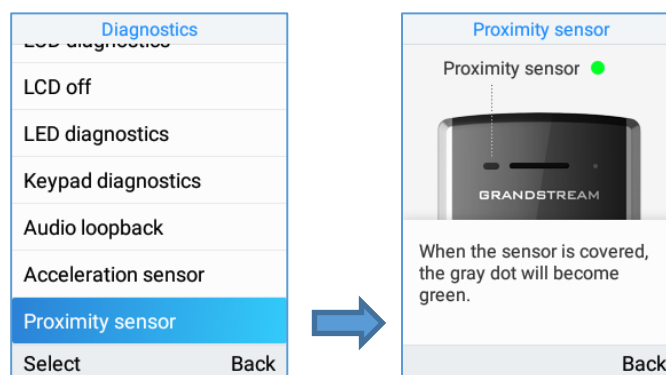 Diagnostics
LCD off
LED diagnostics
Keypad diagnostics
Audio loopback
Acceleration sensor
Proximity sensor
Select Back
Proximity sensor
Proximity sensor
GRANDSTREAM
When the sensor is covered,
the gray dot will become
green.
Back